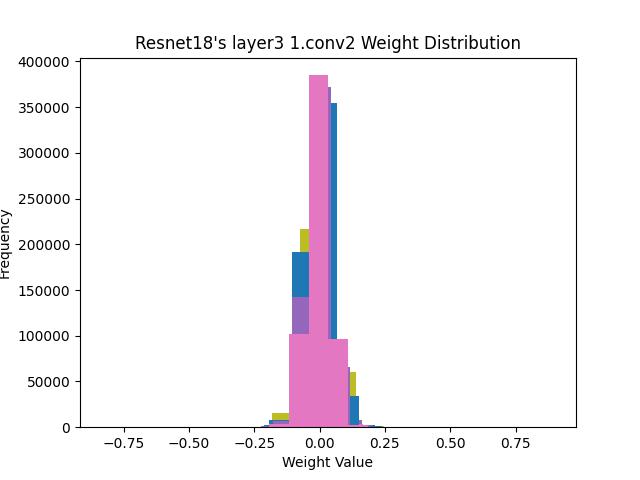 Resnet18's layer3 1.conv2 Weight Distribution
400000
350000
300000
250000
200000
150000
100000
50000
0
Frequency
−0.75 −0.50 −0.25 0.00 0.25 0.50 0.75
Weight Value